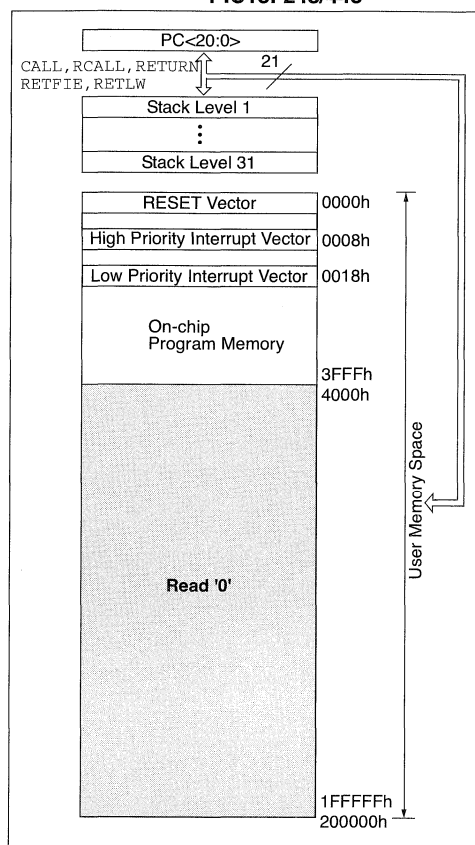 PC<20:0>
CALL,RCALL,RETURN
RETFIE,RETLW
21
Stack Level 1
Stack Level 31
RESET Vector
0000h
High Priority Interrupt Vector
0008h
Low Priority Interrupt Vector
0018h
On-chip
Program Memory
3FFFh
4000h
User Memory Space
Read '0'
1FFFFFh
200000h